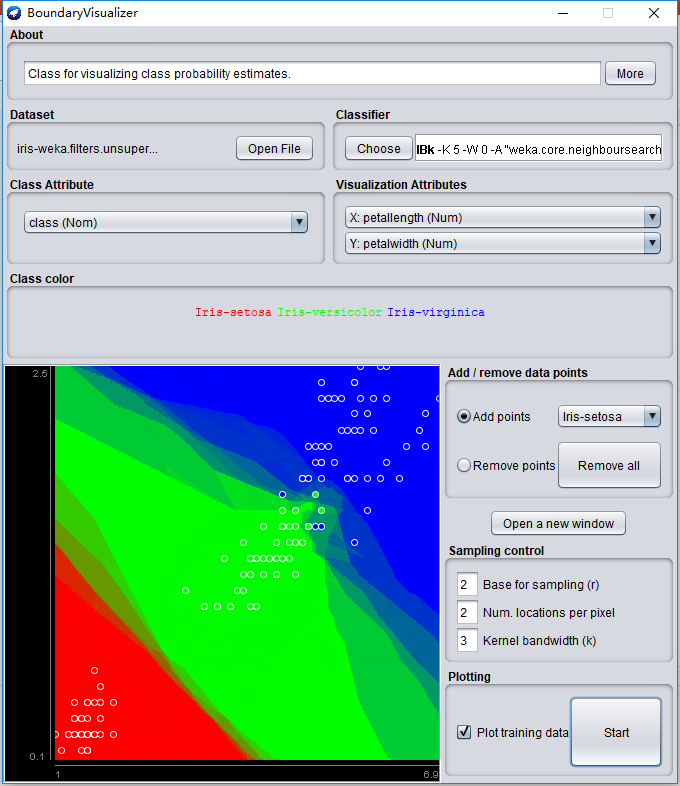 BoundaryVisualizer
About
Class for visualizing class probability estimates.
More
Dataset
Classifier
iris-weka.filters.unsuper...
Open File
Choose
IBk -K 5 -W 0 -A "weka.core.neighboursearch
Class Attribute
Visualization Attributes
class (Nom)
X: petallength (Num)
Y: petalwidth (Num)
Class color
Iris-setosa Iris-versicolor Iris-virginica
2.5
0.1
1
6.9
Add / remove data points
Add points
Iris-setosa
Remove points
Remove all
Open a new window
Sampling control
2 Base for sampling (r)
2 Num. locations per pixel
3 Kernel bandwidth (k)
Plotting
Plot training data
Start